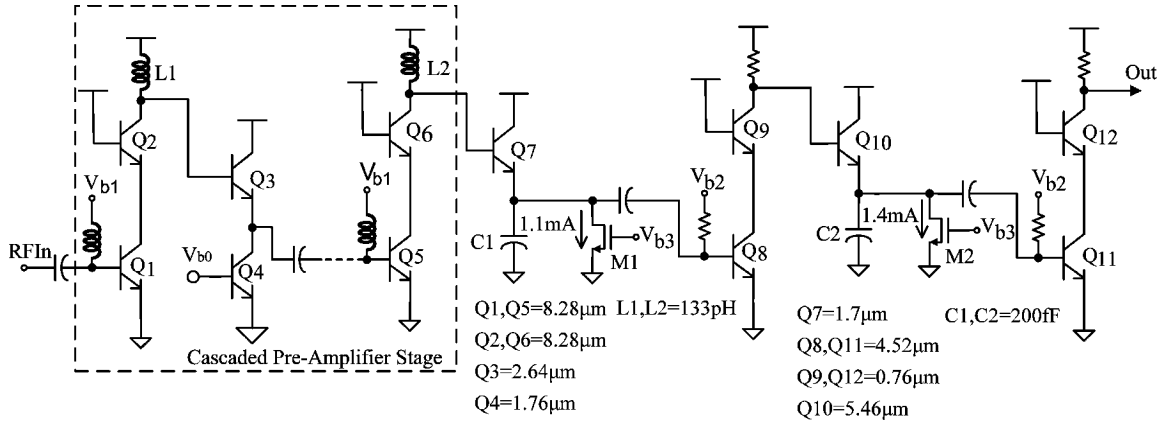 L1
L2
Out
Q2
Q6
Q9
Q12
Q7
Q10
Vb1
Vb1
Q3
Vb2
Vb2
1.1mA
1.4mA
RFIn
Vb0
C1
Vb3
C2
Vb3
Q1
Q4
Q5
M1
Q8
M2
Q11
Cascaded Pre-Amplifier Stage
Q1,Q5=8.28μm L1,L2=133pH
Q2,Q6=8.28μm
Q3=2.64μm
Q4=1.76μm
Q7=1.7μm C1,C2=200fF
Q8,Q11=4.52μm
Q9,Q12=0.76μm
Q10=5.46μm